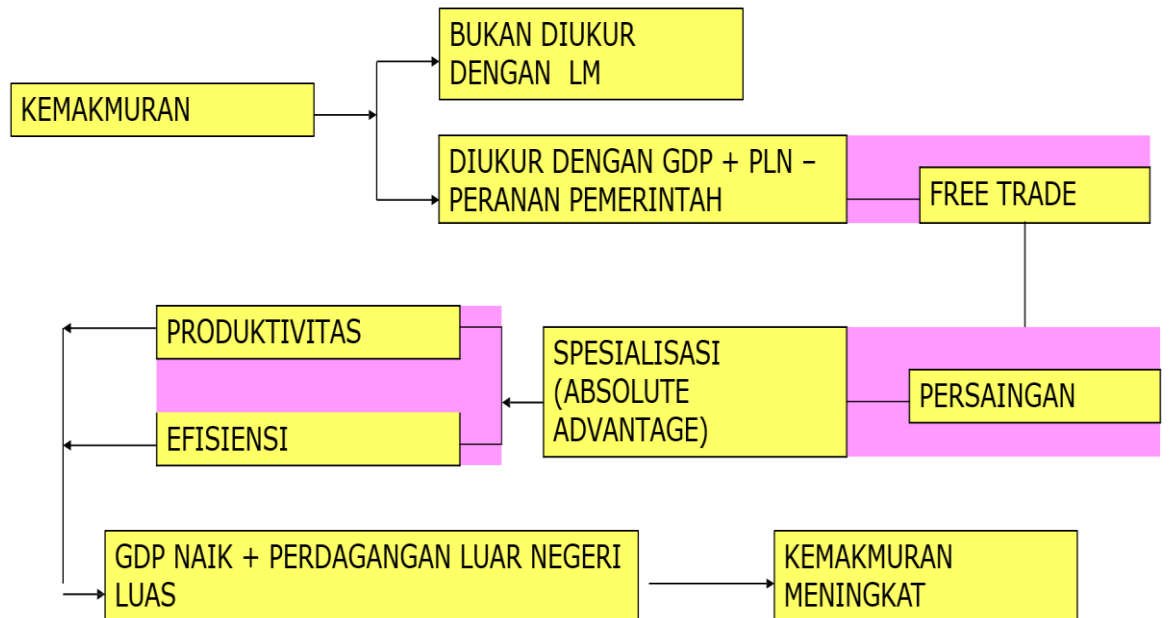 BUKAN DIUKUR
DENGAN LM
KEMAKMURAN
DIUKUR DENGAN GDP + PLN –
PERANAN PEMERINTAH
FREE TRADE
PRODUKTIVITAS
SPESIALISASI
(ABSOLUTE
ADVANTAGE)
PERSAINGAN
EFISIENSI
GDP NAIK + PERDAGANGAN LUAR NEGERI
LUAS
KEMAKMURAN
MENINGKAT